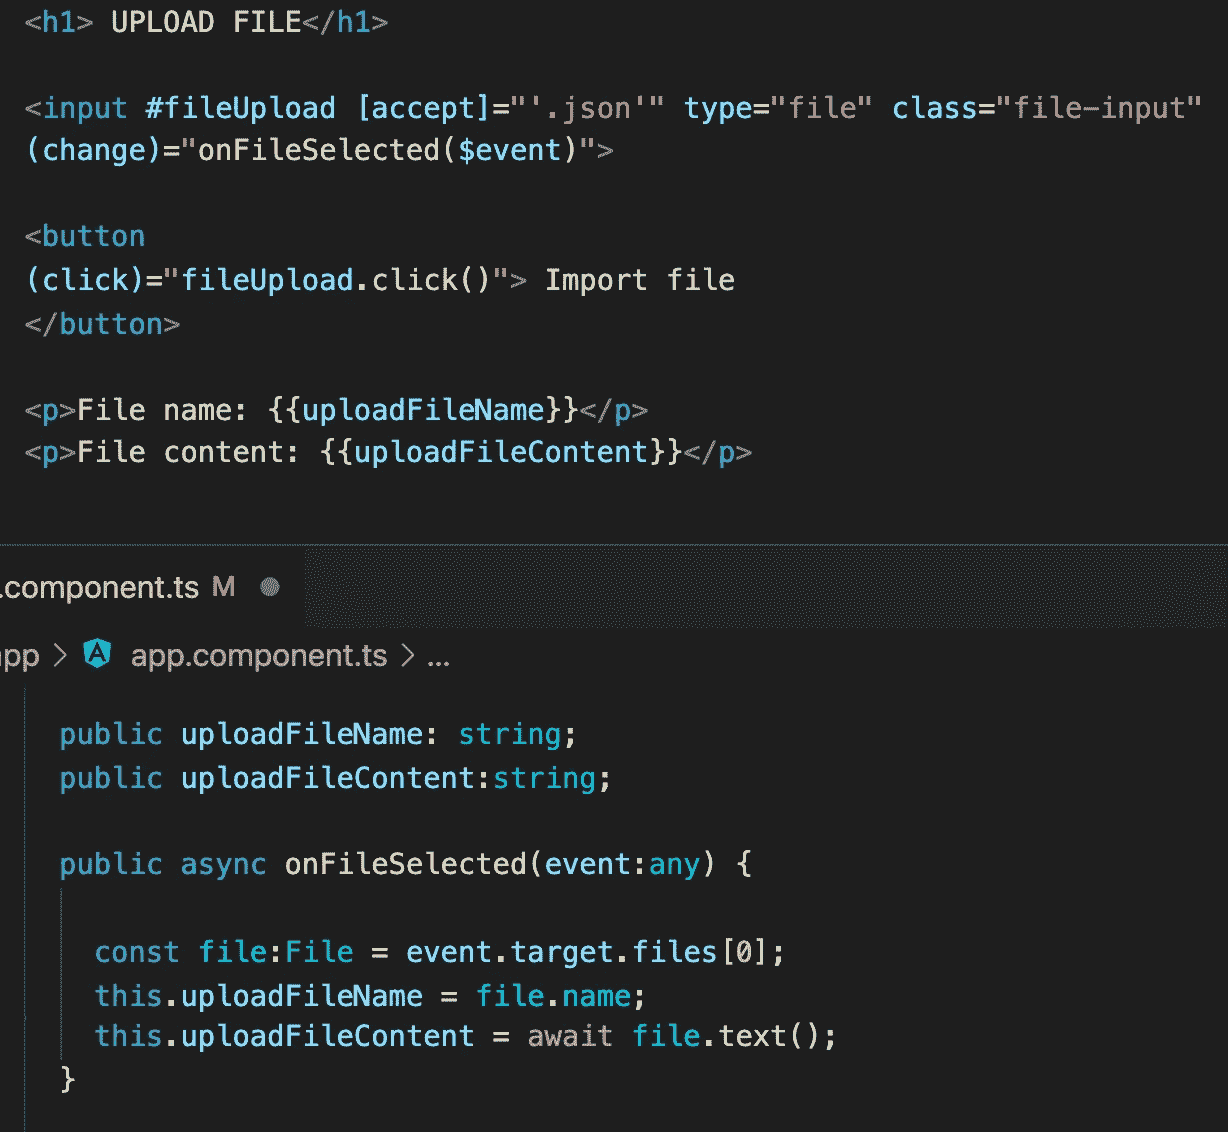 <h1> UPLOAD FILE</h1>
<input #fileUpload [accept]="'.json'" type="file" class="file-input"
(change)="onFileSelected($event)">
<button
(click)="fileUpload.click()"> Import file
</button>
<p>File name: {{uploadFileName}}</p>
<p>File content: {{uploadFileContent}}</p>
.component.ts M
app > app.component.ts > ...
public uploadFileName: string;
public uploadFileContent:string;
public async onFileSelected(event:any) {
const file:File = event.target.files[0];
this.uploadFileName = file.name;
this.uploadFileContent = await file.text();
}